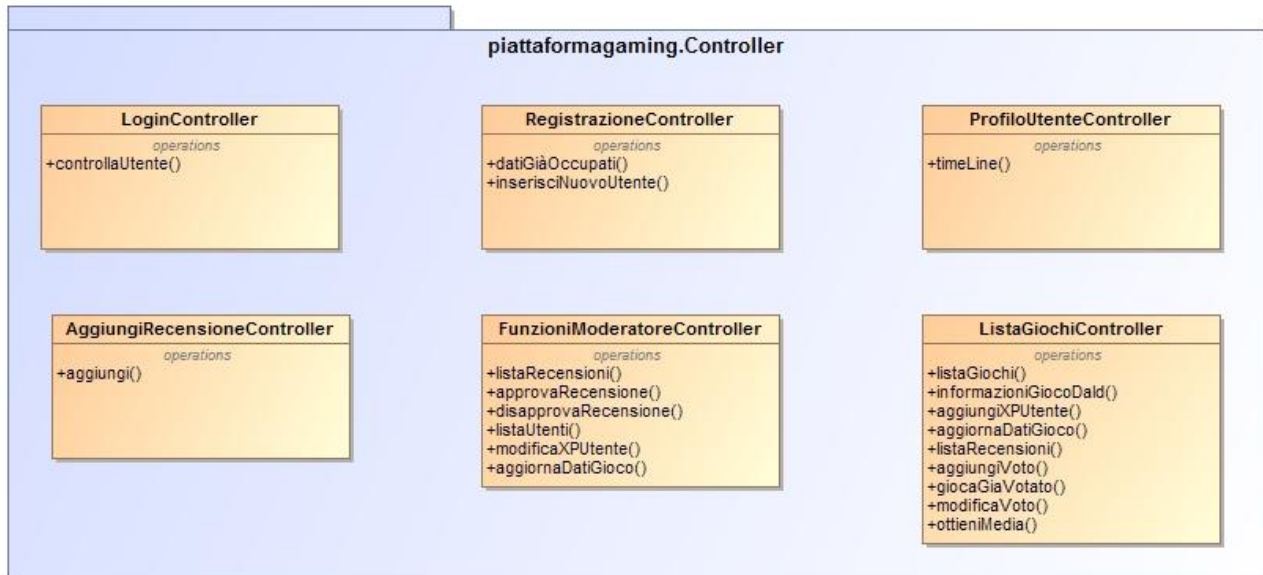 piattaformagaming.Controller
LoginController
operations
+controllaUtente()
RegistrazioneController
operations
+datiGiàOccupati()
+inserisciNuovoUtente()
ProfiloUtenteController
operations
+timeLine()
AggiungiRecensioneController
operations
+aggiungi()
FunzioniModeratoreController
operations
+listaRecensioni()
+approvaRecensione()
+disapprovaRecensione()
+listaUtenti()
+modificaXPUtente()
+aggiornaDatiGioco()
ListaGiochiController
operations
+listaGiochi()
+informazioniGiocoDaId()
+aggiungiXPUtente()
+aggiornaDatiGioco()
+listaRecensioni()
+aggiungiVoto()
+giocaGiaVotato()
+modificaVoto()
+ottieniMedia()